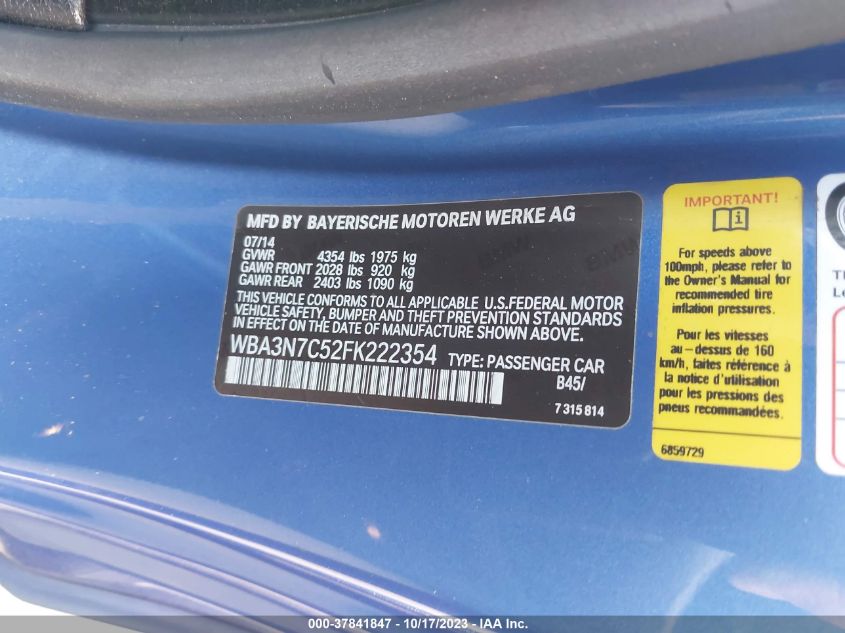 MFD BY BAYERISCHE MOTOREN WERKE AG
07/14
GVWR 4354 lbs 1975 kg
GAWR FRONT 2028 lbs 920 kg
GAWR REAR 2403 lbs 1090 kg
THIS VEHICLE CONFORMS TO ALL APPLICABLE U.S.FEDERAL MOTOR
VEHICLE SAFETY, BUMPER AND THEFT PREVENTION STANDARDS
IN EFFECT ON THE DATE OF MANUFACTURE SHOWN ABOVE.
WBA3N7C52FK222354 TYPE: PASSENGER CAR
B45/
7 315 814
IMPORTANT!
i
For speeds above
100mph, please refer to
the Owner's Manual for
recommended tire
inflation pressures.
Pour les vitesses
au-dessus de 160
km/h, faites référence à
la notice d'utilisation
pour les pressions des
pneus recommandées.
6859729
000-37841847 - 10/17/2023 - IAA Inc.